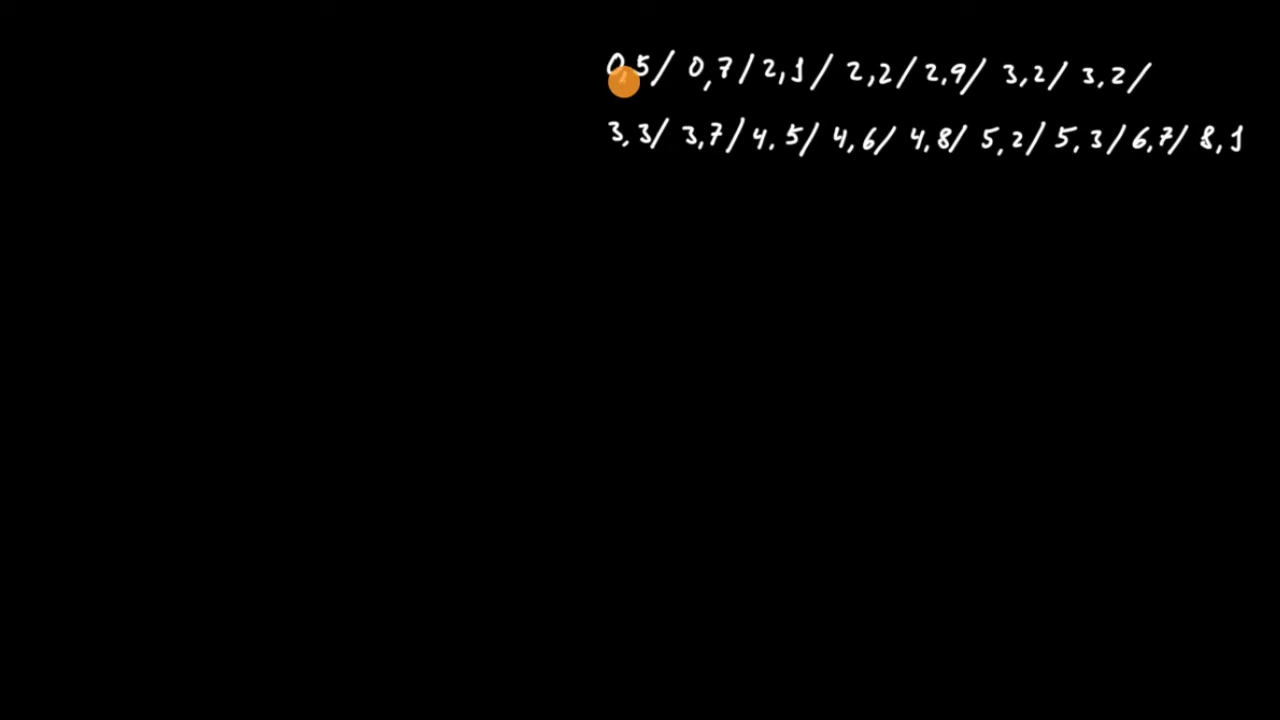 0,5/ 0,7/2,1/ 2,2/2,9/ 3,2/ 3,2/
3,3/ 3,7/4,5/ 4,6/ 4,8/ 5,2/ 5,3/6,7/ 8,1